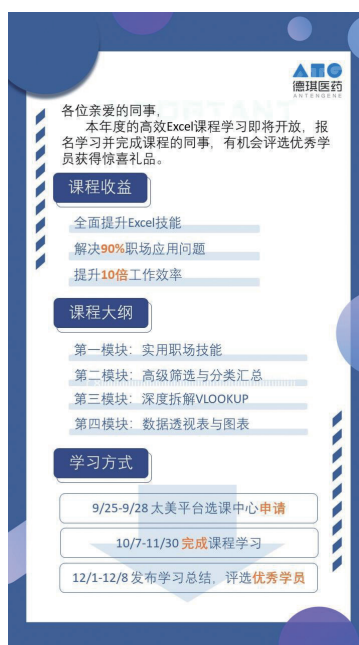 ATG
德琪医药
ANTENGENE
各位亲爱的同事，
本年度的高效Excel课程学习即将开放，报
名学习并完成课程的同事，有机会评选优秀学
员获得惊喜礼品。
课程收益
全面提升Excel技能
解决90%职场应用问题
提升10倍工作效率
课程大纲
第一模块：实用职场技能
第二模块：高级筛选与分类汇总
第三模块：深度拆解VLOOKUP
第四模块：数据透视表与图表
学习方式
9/25-9/28 太美平台选课中心申请
10/7-11/30 完成课程学习
12/1-12/8 发布学习总结，评选优秀学员